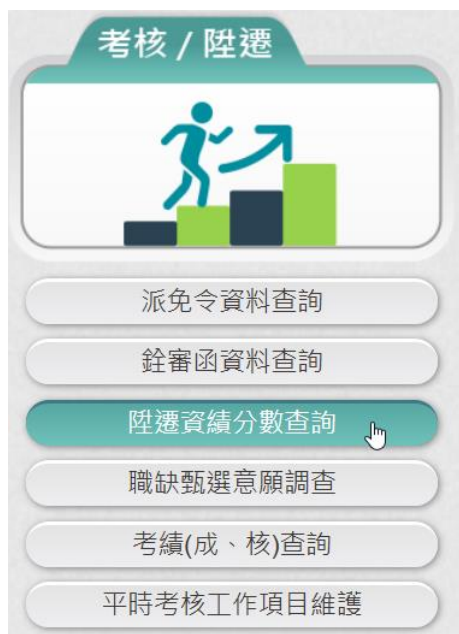 考核 / 陞遷
派免令資料查詢
銓審函資料查詢
陞遷資績分數查詢
職缺甄選意願調查
考績(成、核)查詢
平時考核工作項目維護